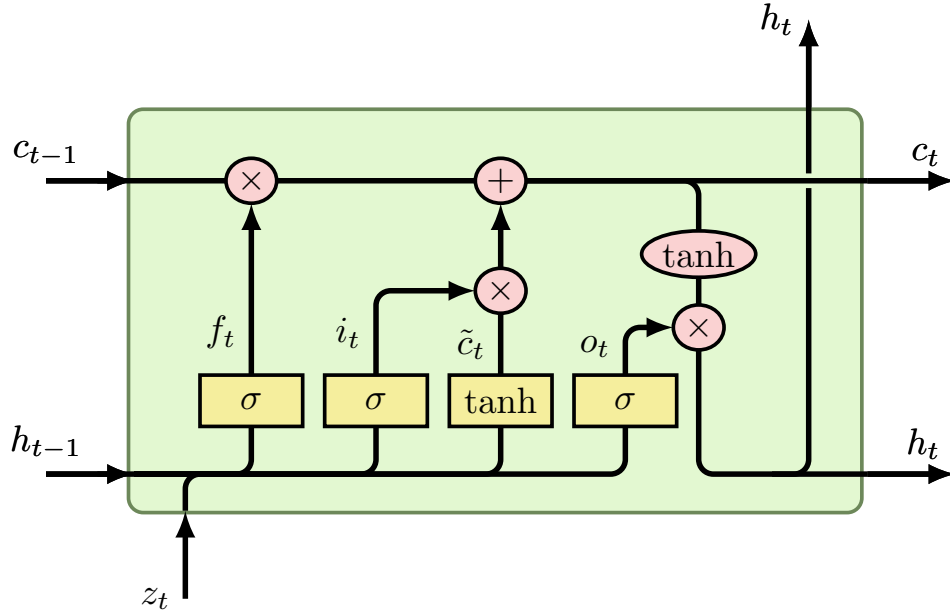 h_t
c_{t-1}
×
+
c_t
tanh
×
×
f_t
i_t
c̃_t
o_t
σ
σ
tanh
σ
h_{t-1}
h_t
z_t